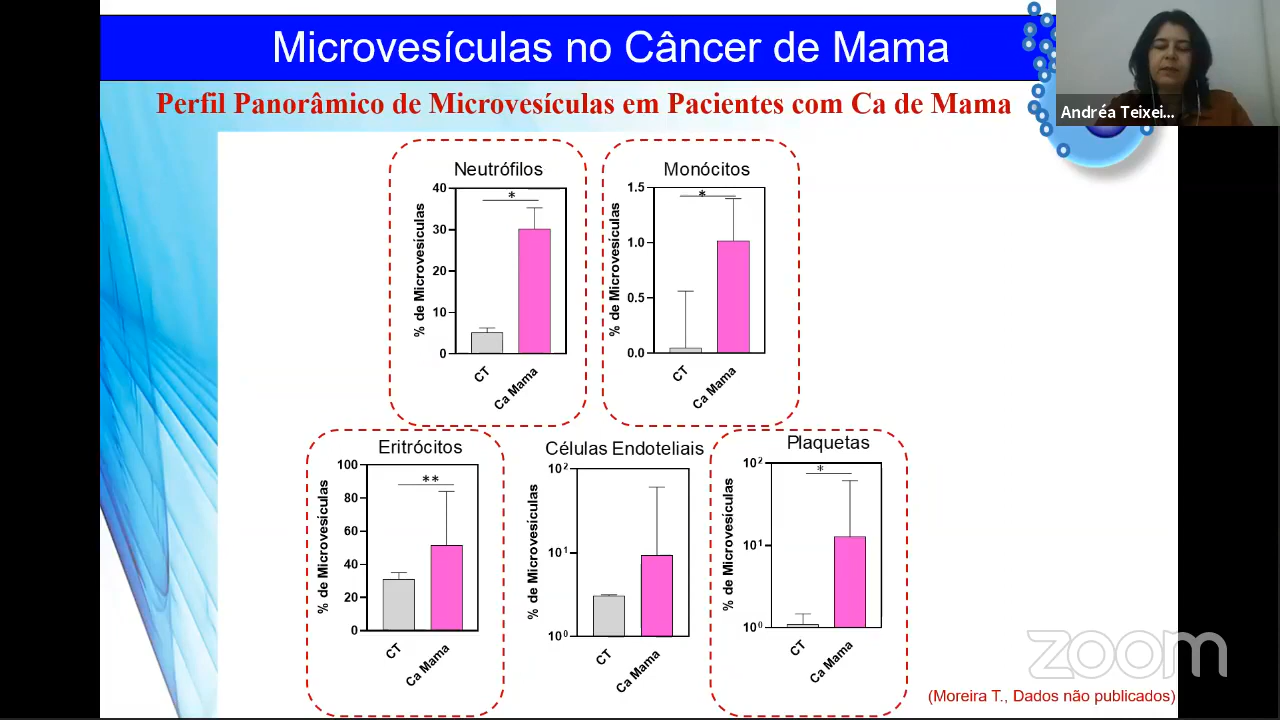 Microvesículas no Câncer de Mama
Perfil Panorâmico de Microvesículas em Pacientes com Ca de Mama
Andréa Teixei...
Neutrófilos
% de Microvesículas
40
30
20
10
0
*
CT
Ca Mama
Monócitos
% de Microvesículas
1.5
1.0
0.5
0.0
*
CT
Ca Mama
Eritrócitos
% de Microvesículas
100
80
60
40
20
0
**
CT
Ca Mama
Células Endoteliais
% de Microvesículas
10²
10¹
10⁰
CT
Ca Mama
Plaquetas
% de Microvesículas
10²
10¹
10⁰
*
CT
Ca Mama
zoom
(Moreira T., Dados não publicados)